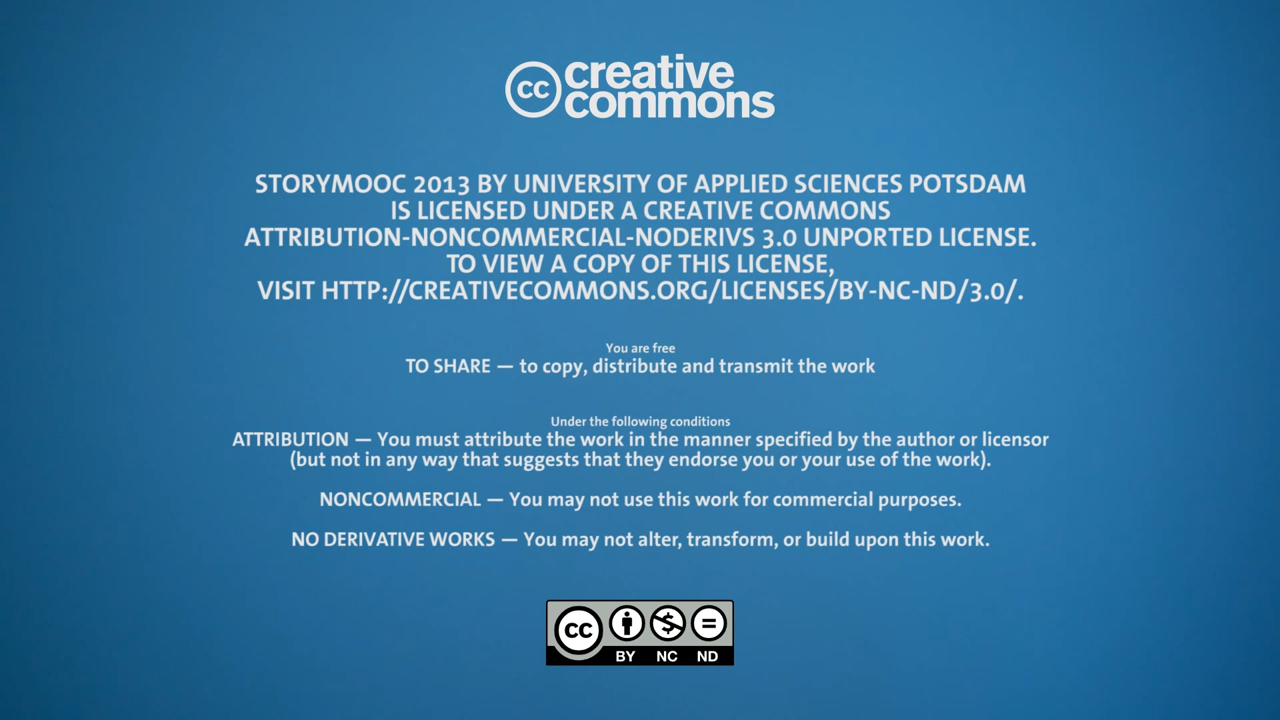 cc creative
commons
STORYMOOC 2013 BY UNIVERSITY OF APPLIED SCIENCES POTSDAM
IS LICENSED UNDER A CREATIVE COMMONS
ATTRIBUTION-NONCOMMERCIAL-NODERIVS 3.0 UNPORTED LICENSE.
TO VIEW A COPY OF THIS LICENSE,
VISIT HTTP://CREATIVECOMMONS.ORG/LICENSES/BY-NC-ND/3.0/.
You are free
TO SHARE — to copy, distribute and transmit the work
Under the following conditions
ATTRIBUTION — You must attribute the work in the manner specified by the author or licensor
(but not in any way that suggests that they endorse you or your use of the work).
NONCOMMERCIAL — You may not use this work for commercial purposes.
NO DERIVATIVE WORKS — You may not alter, transform, or build upon this work.
cc $ =
BY NC ND